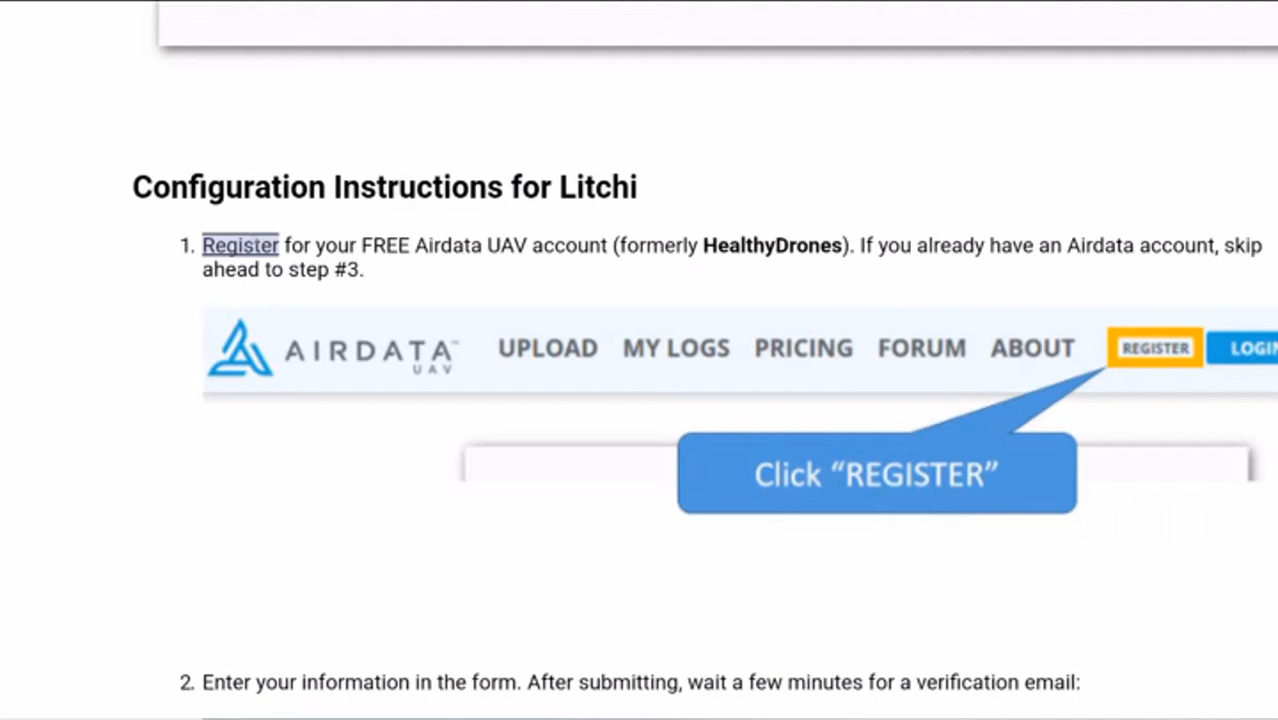 Configuration Instructions for Litchi
1. Register for your FREE Airdata UAV account (formerly HealthyDrones). If you already have an Airdata account, skip
ahead to step #3.
AIRDATA™ UAV
UPLOAD MY LOGS PRICING FORUM ABOUT REGISTER LOGIN
Click “REGISTER”
2. Enter your information in the form. After submitting, wait a few minutes for a verification email: